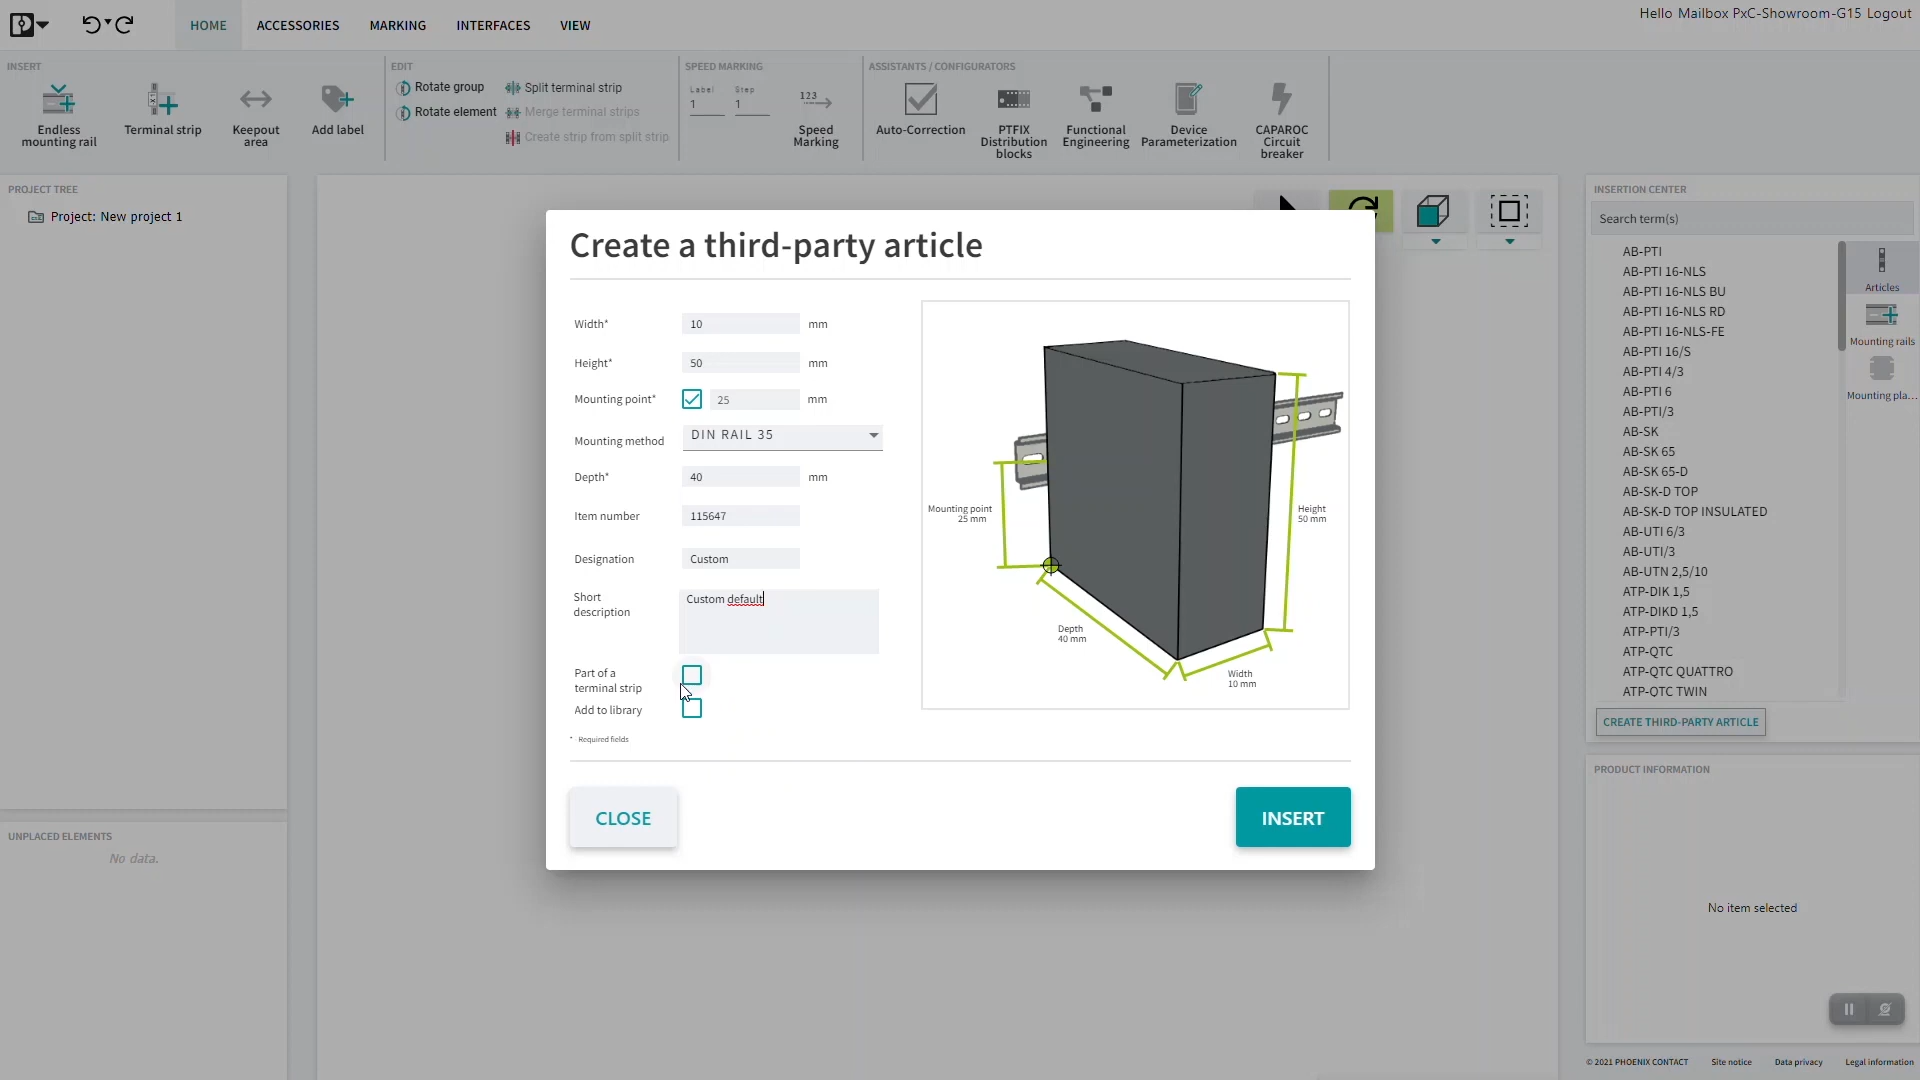 HOME
ACCESSORIES
MARKING
INTERFACES
VIEW
Hello Mailbox PxC-Showroom-G15 Logout
INSERT
Endless
mounting rail
Terminal strip
Keepout
area
Add label
EDIT
Rotate group
Rotate element
Split terminal strip
Merge terminal strips
Create strip from split strip
SPEED MARKING
Label
1
Step
1
123
Speed
Marking
ASSISTANTS / CONFIGURATORS
Auto-Correction
PTFIX
Distribution
blocks
Functional
Engineering
Device
Parameterization
CAPAROC
Circuit
breaker
PROJECT TREE
Project: New project 1
UNPLACED ELEMENTS
No data.
Create a third-party article
Width*
10
mm
Height*
50
mm
Mounting point*
25
mm
Mounting method
DIN RAIL 35
Depth*
40
mm
Item number
115647
Designation
Custom
Short
description
Custom default
Part of a
terminal strip
Add to library
* Required fields
Mounting point
25 mm
Height
50 mm
Depth
40 mm
Width
10 mm
CLOSE
INSERT
INSERTION CENTER
Search term(s)
AB-PTI
AB-PTI 16-NLS
AB-PTI 16-NLS BU
AB-PTI 16-NLS RD
AB-PTI 16-NLS-FE
AB-PTI 16/S
AB-PTI 4/3
AB-PTI 6
AB-PTI/3
AB-SK
AB-SK 65
AB-SK 65-D
AB-SK-D TOP
AB-SK-D TOP INSULATED
AB-UTI 6/3
AB-UTI/3
AB-UTN 2,5/10
ATP-DIK 1,5
ATP-DIKD 1,5
ATP-PTI/3
ATP-QTC
ATP-QTC QUATTRO
ATP-QTC TWIN
Articles
Mounting rails
Mounting pla...
CREATE THIRD-PARTY ARTICLE
PRODUCT INFORMATION
No item selected
© 2021 PHOENIX CONTACT
Site notice
Data privacy
Legal information